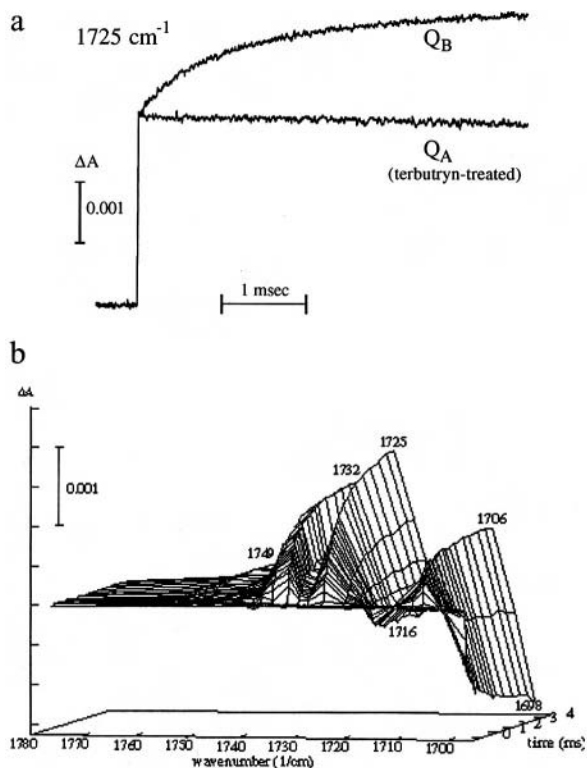 a
1725 cm-1
QB
ΔA
0.001
QA
(terbutryn-treated)
1 msec
b
ΔA
0.001
1725
1732
1706
1749
1716
1698
0 1 2 3 4
time (ms)
1780 1770 1760 1750 1740 1730 1720 1710 1700
wavenumber (1/cm)